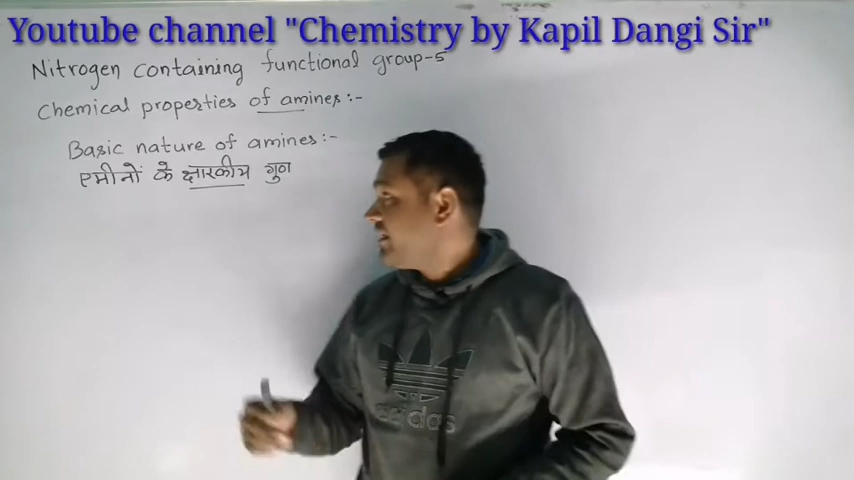 Youtube channel "Chemistry by Kapil Dangi Sir"
Nitrogen containing functional group-5
Chemical properties of amines :-
Basic nature of amines :-
एमीनों के क्षारकीय गुण
adidas